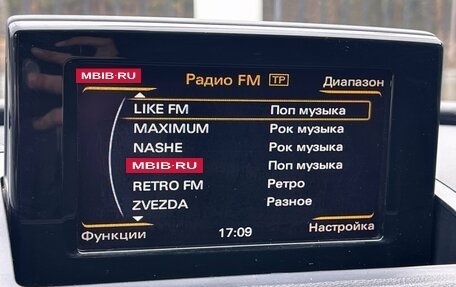 MBIB·RU Радио FM TP Диапазон
LIKE FM Поп музыка
MAXIMUM Рок музыка
NASHE Рок музыка
MBIB·RU Поп музыка
RETRO FM Ретро
ZVEZDA Разное
Функции 17:09 Настройка